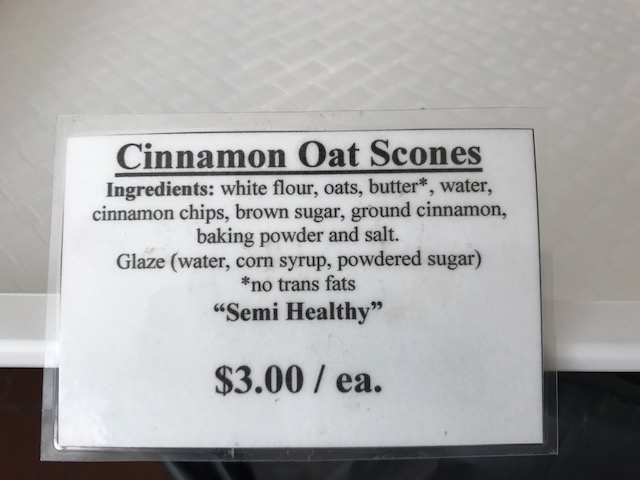 Cinnamon Oat Scones
Ingredients: white flour, oats, butter*, water,
cinnamon chips, brown sugar, ground cinnamon,
baking powder and salt.
Glaze (water, corn syrup, powdered sugar)
*no trans fats
“Semi Healthy”
$3.00 / ea.